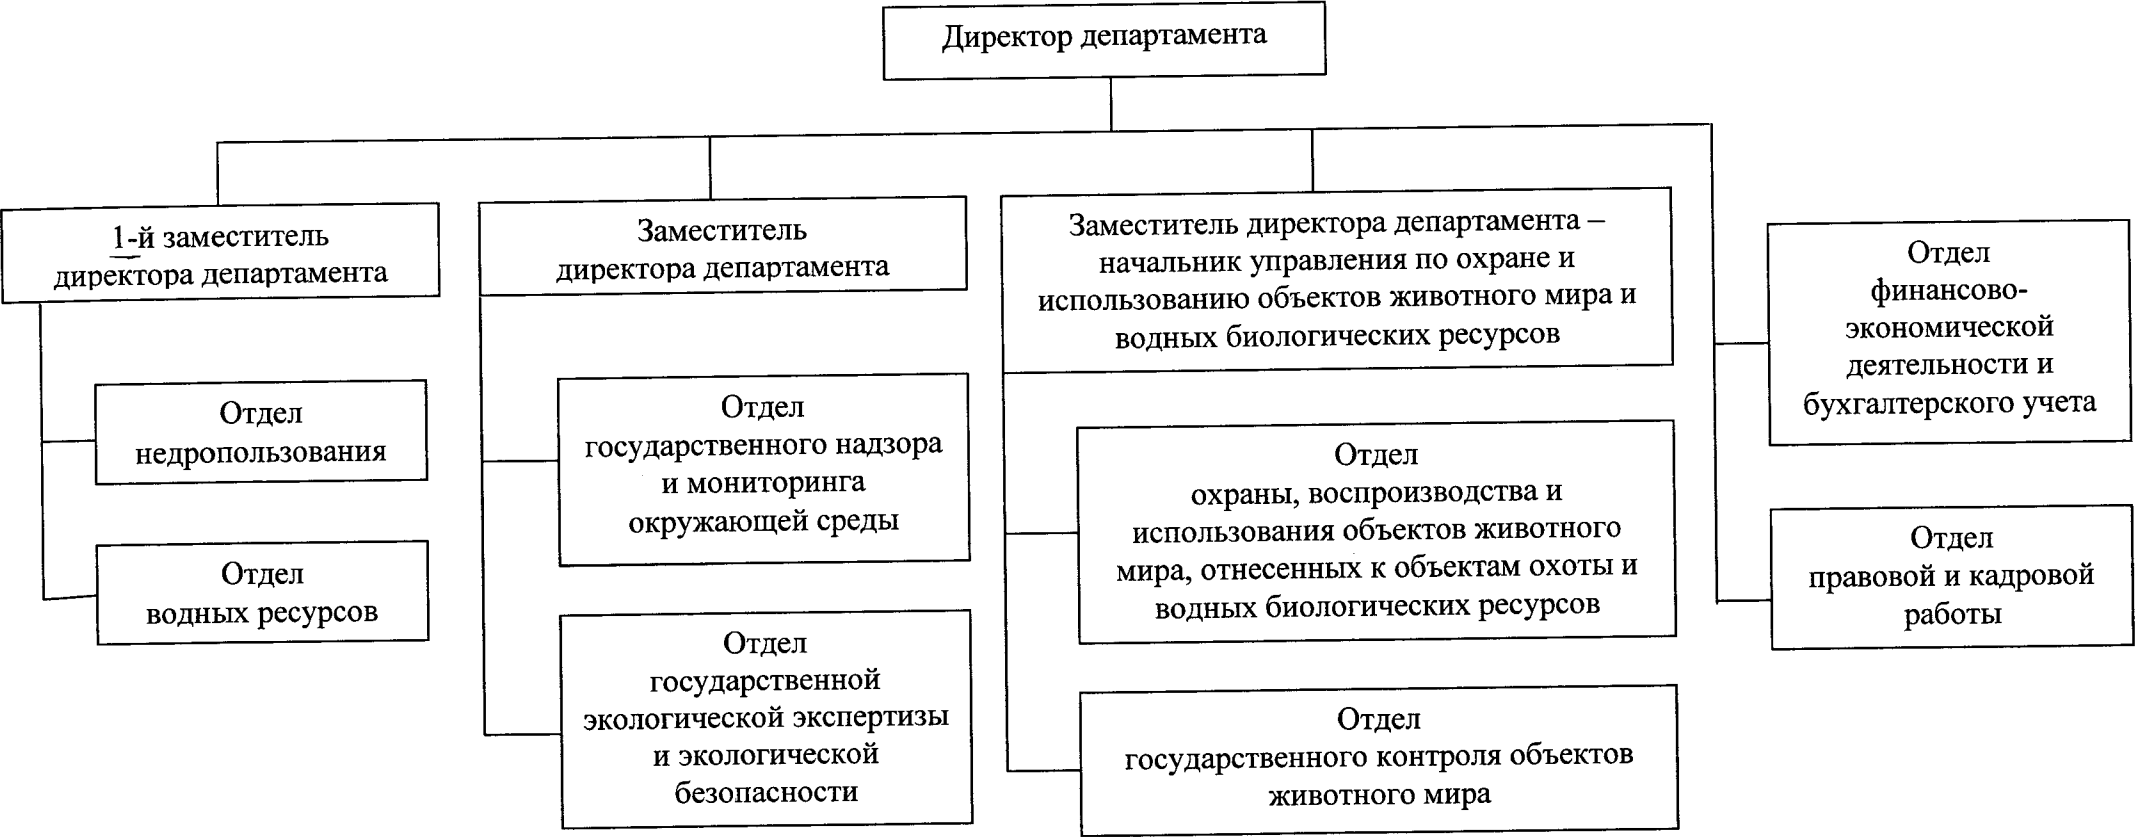 Директор департамента
1-й заместитель
директора департамента
Отдел
недропользования
Отдел
водных ресурсов
Заместитель
директора департамента
Отдел
государственного надзора
и мониторинга
окружающей среды
Отдел
государственной
экологической экспертизы
и экологической
безопасности
Заместитель директора департамента –
начальник управления по охране и
использованию объектов животного мира и
водных биологических ресурсов
Отдел
охраны, воспроизводства и
использования объектов животного
мира, отнесенных к объектам охоты и
водных биологических ресурсов
Отдел
государственного контроля объектов
животного мира
Отдел
финансово-
экономической
деятельности и
бухгалтерского учета
Отдел
правовой и кадровой
работы